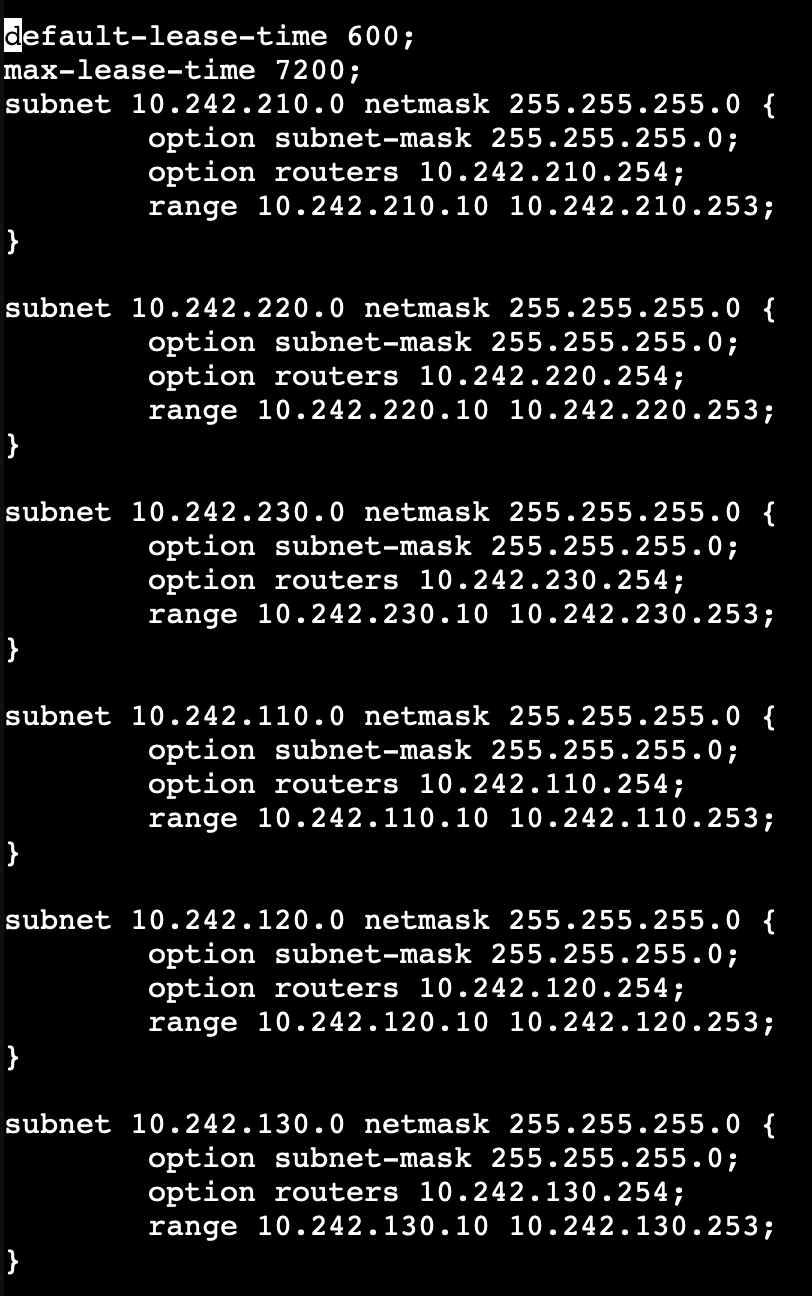 default-lease-time 600;
max-lease-time 7200;
subnet 10.242.210.0 netmask 255.255.255.0 {
        option subnet-mask 255.255.255.0;
        option routers 10.242.210.254;
        range 10.242.210.10 10.242.210.253;
}

subnet 10.242.220.0 netmask 255.255.255.0 {
        option subnet-mask 255.255.255.0;
        option routers 10.242.220.254;
        range 10.242.220.10 10.242.220.253;
}

subnet 10.242.230.0 netmask 255.255.255.0 {
        option subnet-mask 255.255.255.0;
        option routers 10.242.230.254;
        range 10.242.230.10 10.242.230.253;
}

subnet 10.242.110.0 netmask 255.255.255.0 {
        option subnet-mask 255.255.255.0;
        option routers 10.242.110.254;
        range 10.242.110.10 10.242.110.253;
}

subnet 10.242.120.0 netmask 255.255.255.0 {
        option subnet-mask 255.255.255.0;
        option routers 10.242.120.254;
        range 10.242.120.10 10.242.120.253;
}

subnet 10.242.130.0 netmask 255.255.255.0 {
        option subnet-mask 255.255.255.0;
        option routers 10.242.130.254;
        range 10.242.130.10 10.242.130.253;
}